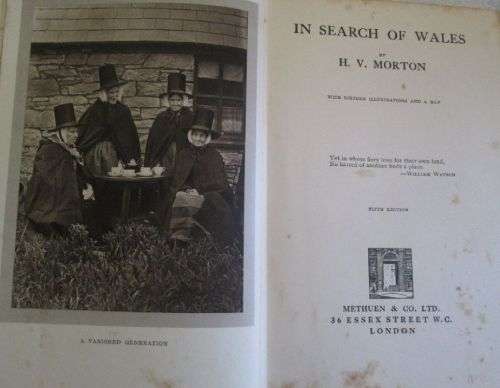 A VANISHED GENERATION
IN SEARCH OF WALES
BY
H. V. MORTON
WITH SIXTEEN ILLUSTRATIONS AND A MAP
Yet in whose fiery love for their own land,
No hatred of another finds a place.
—WILLIAM WATSON
FIFTH EDITION
METHUEN & CO. LTD.
36 ESSEX STREET W.C.
LONDON